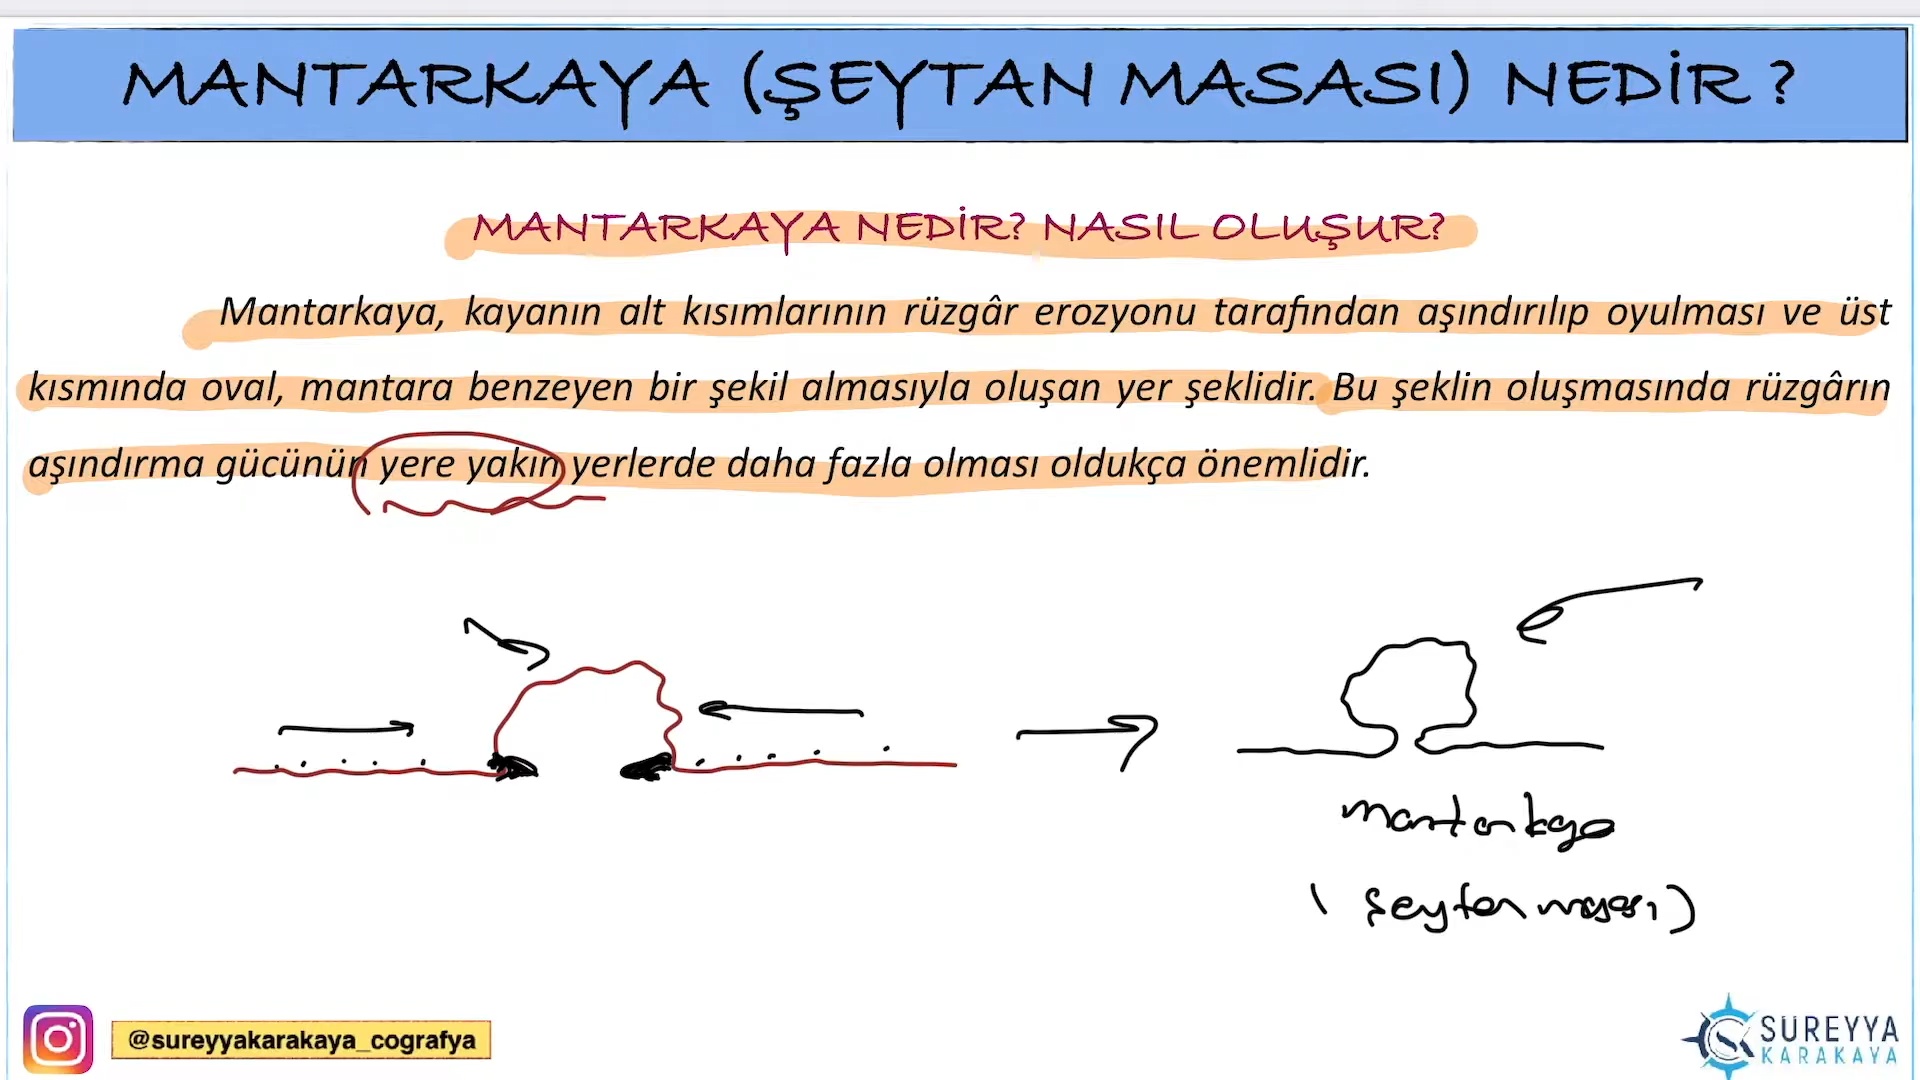 MANTARKAYA (ŞEYTAN MASASI) NEDİR ?
MANTARKAYA NEDİR? NASIL OLUŞUR?
Mantarkaya, kayanın alt kısımlarının rüzgâr erozyonu tarafından aşındırılıp oyulması ve üst
kısmında oval, mantara benzeyen bir şekil almasıyla oluşan yer şeklidir. Bu şeklin oluşmasında rüzgârın
aşındırma gücünün yere yakın yerlerde daha fazla olması oldukça önemlidir.
mantarkaya
(şeytan masası)
@sureyyakarakaya_cografya
SUREYYA
KARAKAYA